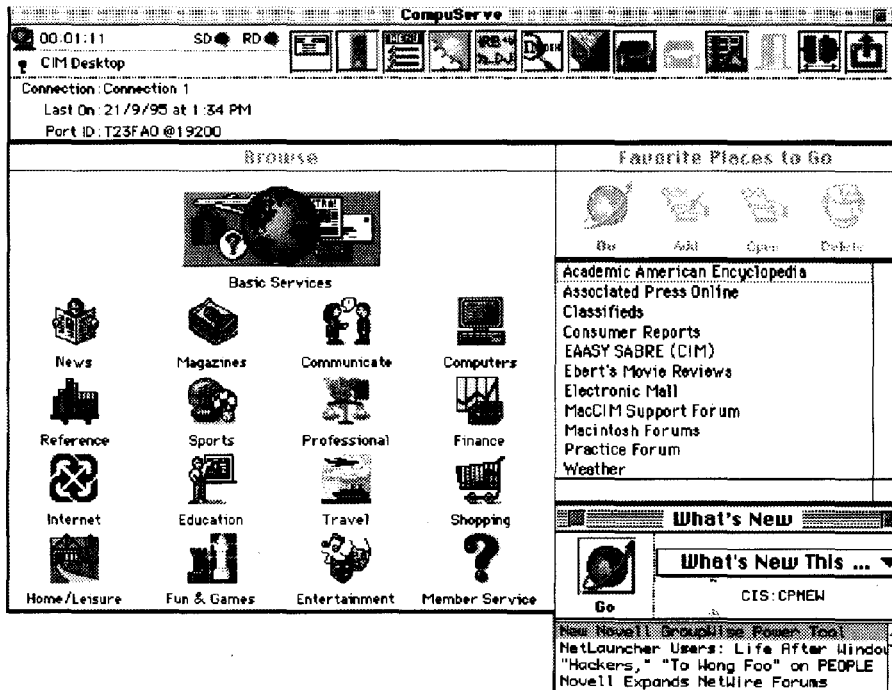 CompuServe
00:01:11 SD RD
CIM Desktop
Connection: Connection 1
Last On: 21/9/95 at 1:34 PM
Port ID: T23FA0 @19200
Browse
Basic Services
News Magazines Communicate Computers
Reference Sports Professional Finance
Internet Education Travel Shopping
Home/Leisure Fun & Games Entertainment Member Service
Favorite Places to Go
Go Add Open Delete
Academic American Encyclopedia
Associated Press Online
Classifieds
Consumer Reports
EAASY SABRE (CIM)
Ebert's Movie Reviews
Electronic Mail
MacCIM Support Forum
Macintosh Forums
Practice Forum
Weather
What's New
What's New This ...
Go
CIS:CPNEW
New Novell GroupWise Power Tool
NetLauncher Users: Life After Window
"Hackers," "To Wong Foo" on PEOPLE
Novell Expands NetWire Forums